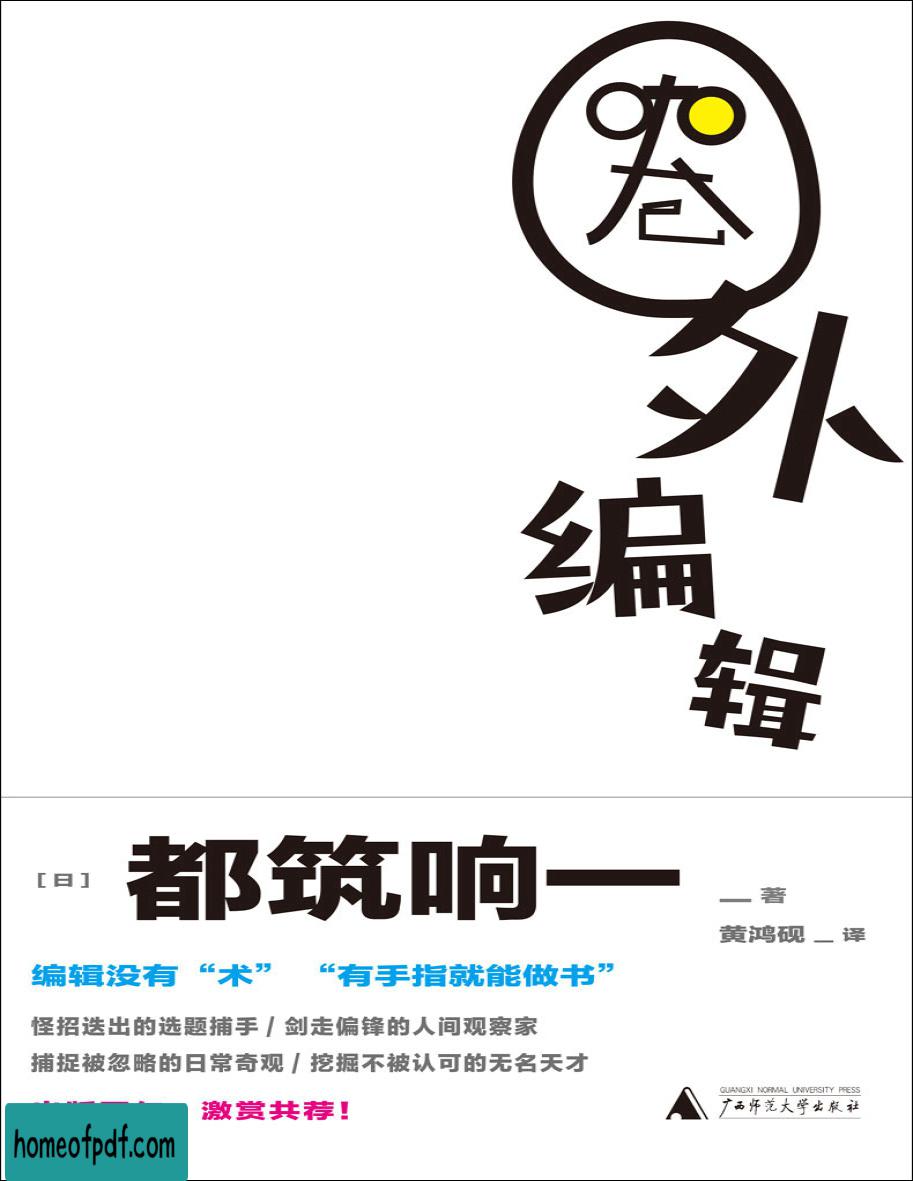 圈外编辑
[日] 都筑响一 — 著
黄鸿砚 — 译
编辑没有“术” “有手指就能做书”
怪招迭出的选题捕手 / 剑走偏锋的人间观察家
捕捉被忽略的日常奇观 / 挖掘不被认可的无名天才
激赏共荐!
GUANGXI NORMAL UNIVERSITY PRESS
广西师范大学出版社
homeofpdf.com